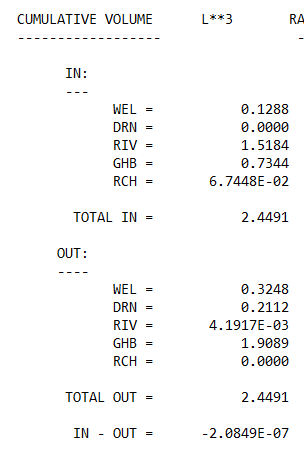 CUMULATIVE VOLUME L**3 RA
------------------ -
IN:
---
WEL = 0.1288
DRN = 0.0000
RIV = 1.5184
GHB = 0.7344
RCH = 6.7448E-02
TOTAL IN = 2.4491
OUT:
----
WEL = 0.3248
DRN = 0.2112
RIV = 4.1917E-03
GHB = 1.9089
RCH = 0.0000
TOTAL OUT = 2.4491
IN - OUT = -2.0849E-07